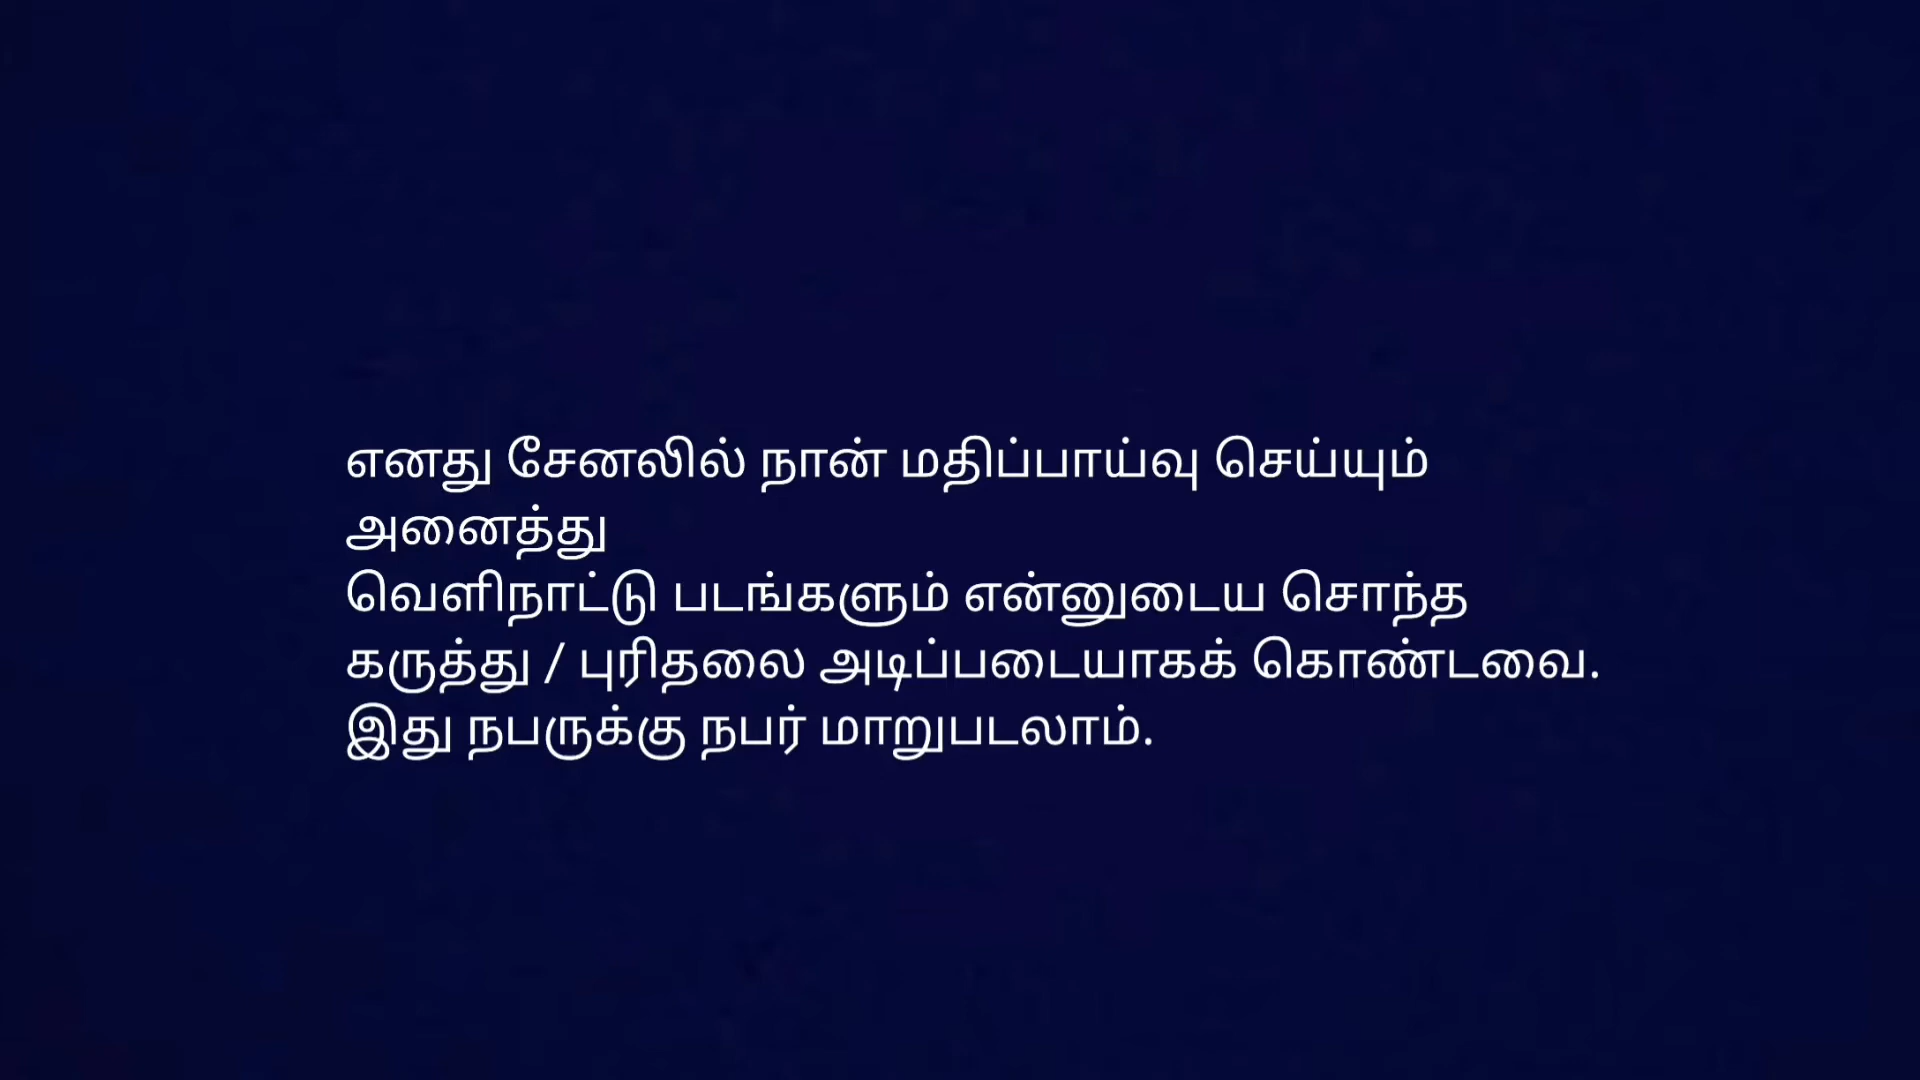 எனது சேனலில் நான் மதிப்பாய்வு செய்யும்
அனைத்து
வெளிநாட்டு படங்களும் என்னுடைய சொந்த
கருத்து / புரிதலை அடிப்படையாகக் கொண்டவை.
இது நபருக்கு நபர் மாறுபடலாம்.